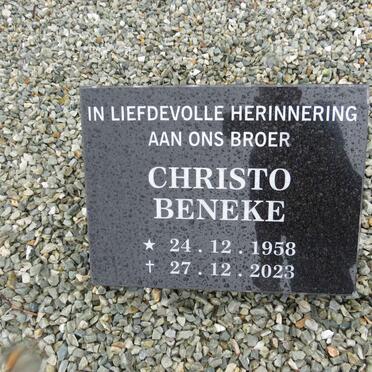 IN LIEFDEVOLLE HERINNERING
AAN ONS BROER
CHRISTO
BENEKE
★ 24 . 12 . 1958
✝ 27 . 12 . 2023